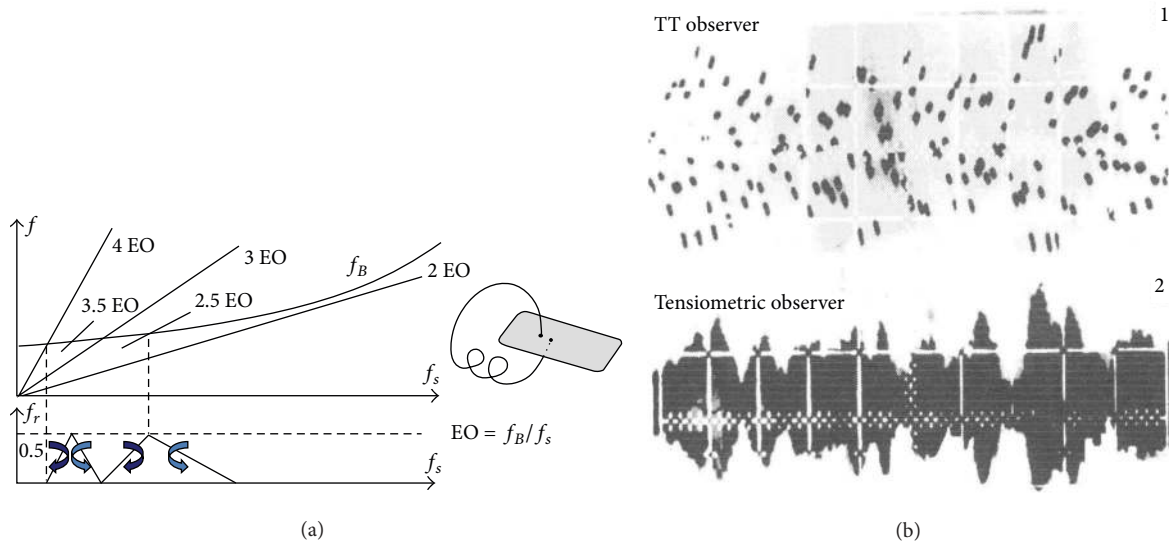 f
4 EO
3 EO
f_B
2 EO
3.5 EO
2.5 EO
f_s
f_r
0.5
f_s
EO = f_B/f_s
(a)
TT observer
1
Tensiometric observer
2
(b)